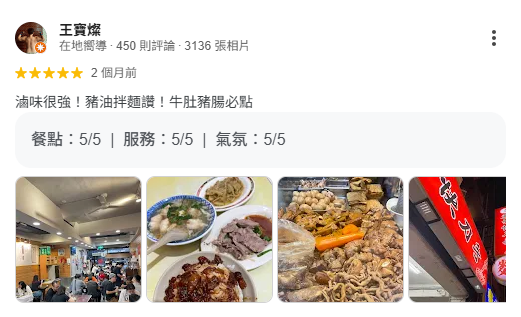 王寶燦
在地嚮導 · 450 則評論 · 3136 張相片
2 個月前
滷味很強！豬油拌麵讚！牛肚豬腸必點
餐點：5/5 | 服務：5/5 | 氣氛：5/5